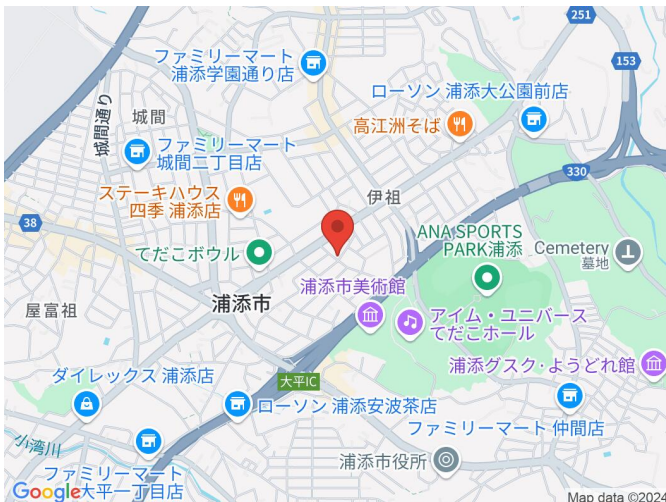 251
153
ファミリーマート
浦添学園通り店
ローソン 浦添大公園前店
城間
高江洲そば
城間通り
ファミリーマート
城間二丁目店
330
伊祖
ステーキハウス
四季 浦添店
38
ANA SPORTS
PARK浦添
Cemetery
墓地
てだこボウル
浦添市美術館
浦添市
屋富祖
アイム・ユニバース
てだこホール
浦添グスク·ようどれ館
ダイレックス 浦添店
大平IC
ローソン 浦添安波茶店
ファミリーマート 仲間店
小湾川
浦添市役所
ファミリーマート
大平一丁目店
Google
Map data ©2024